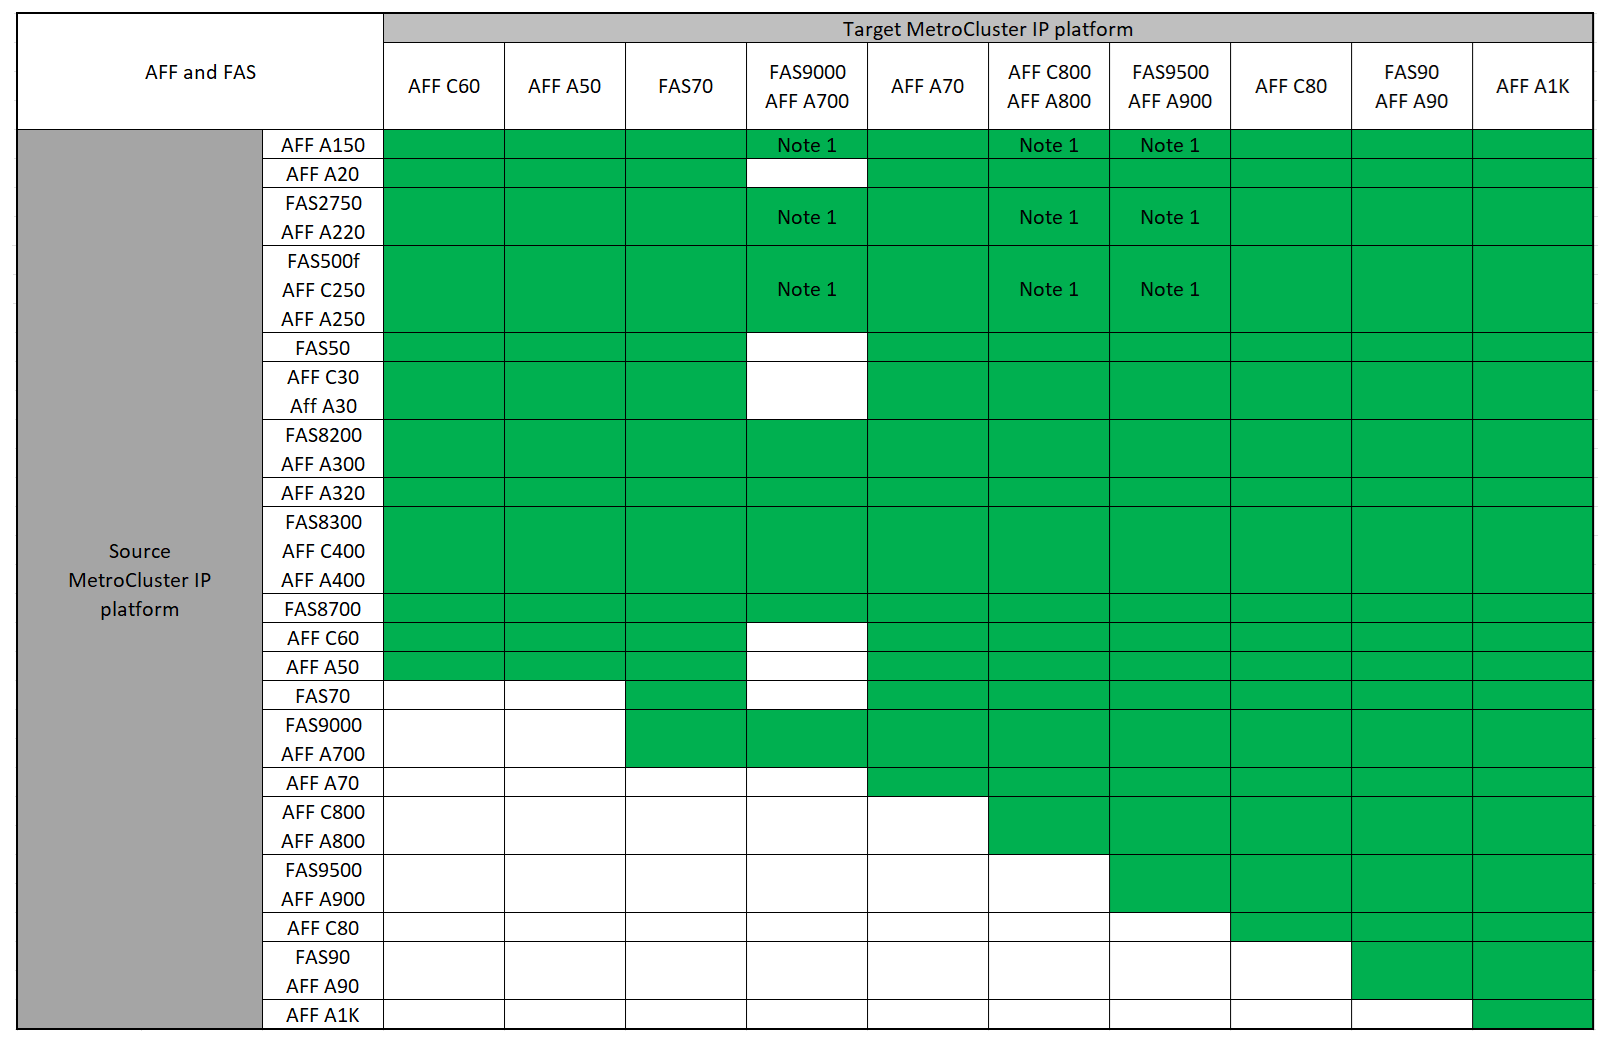 AFF and FAS
Target MetroCluster IP platform
AFF C60
AFF A50
FAS70
FAS9000
AFF A700
AFF A70
AFF C800
AFF A800
FAS9500
AFF A900
AFF C80
FAS90
AFF A90
AFF A1K
Source
MetroCluster IP
platform
AFF A150
Note 1
Note 1
Note 1
AFF A20
FAS2750
AFF A220
Note 1
Note 1
Note 1
FAS500f
AFF C250
AFF A250
Note 1
Note 1
Note 1
FAS50
AFF C30
Aff A30
FAS8200
AFF A300
AFF A320
FAS8300
AFF C400
AFF A400
FAS8700
AFF C60
AFF A50
FAS70
FAS9000
AFF A700
AFF A70
AFF C800
AFF A800
FAS9500
AFF A900
AFF C80
FAS90
AFF A90
AFF A1K